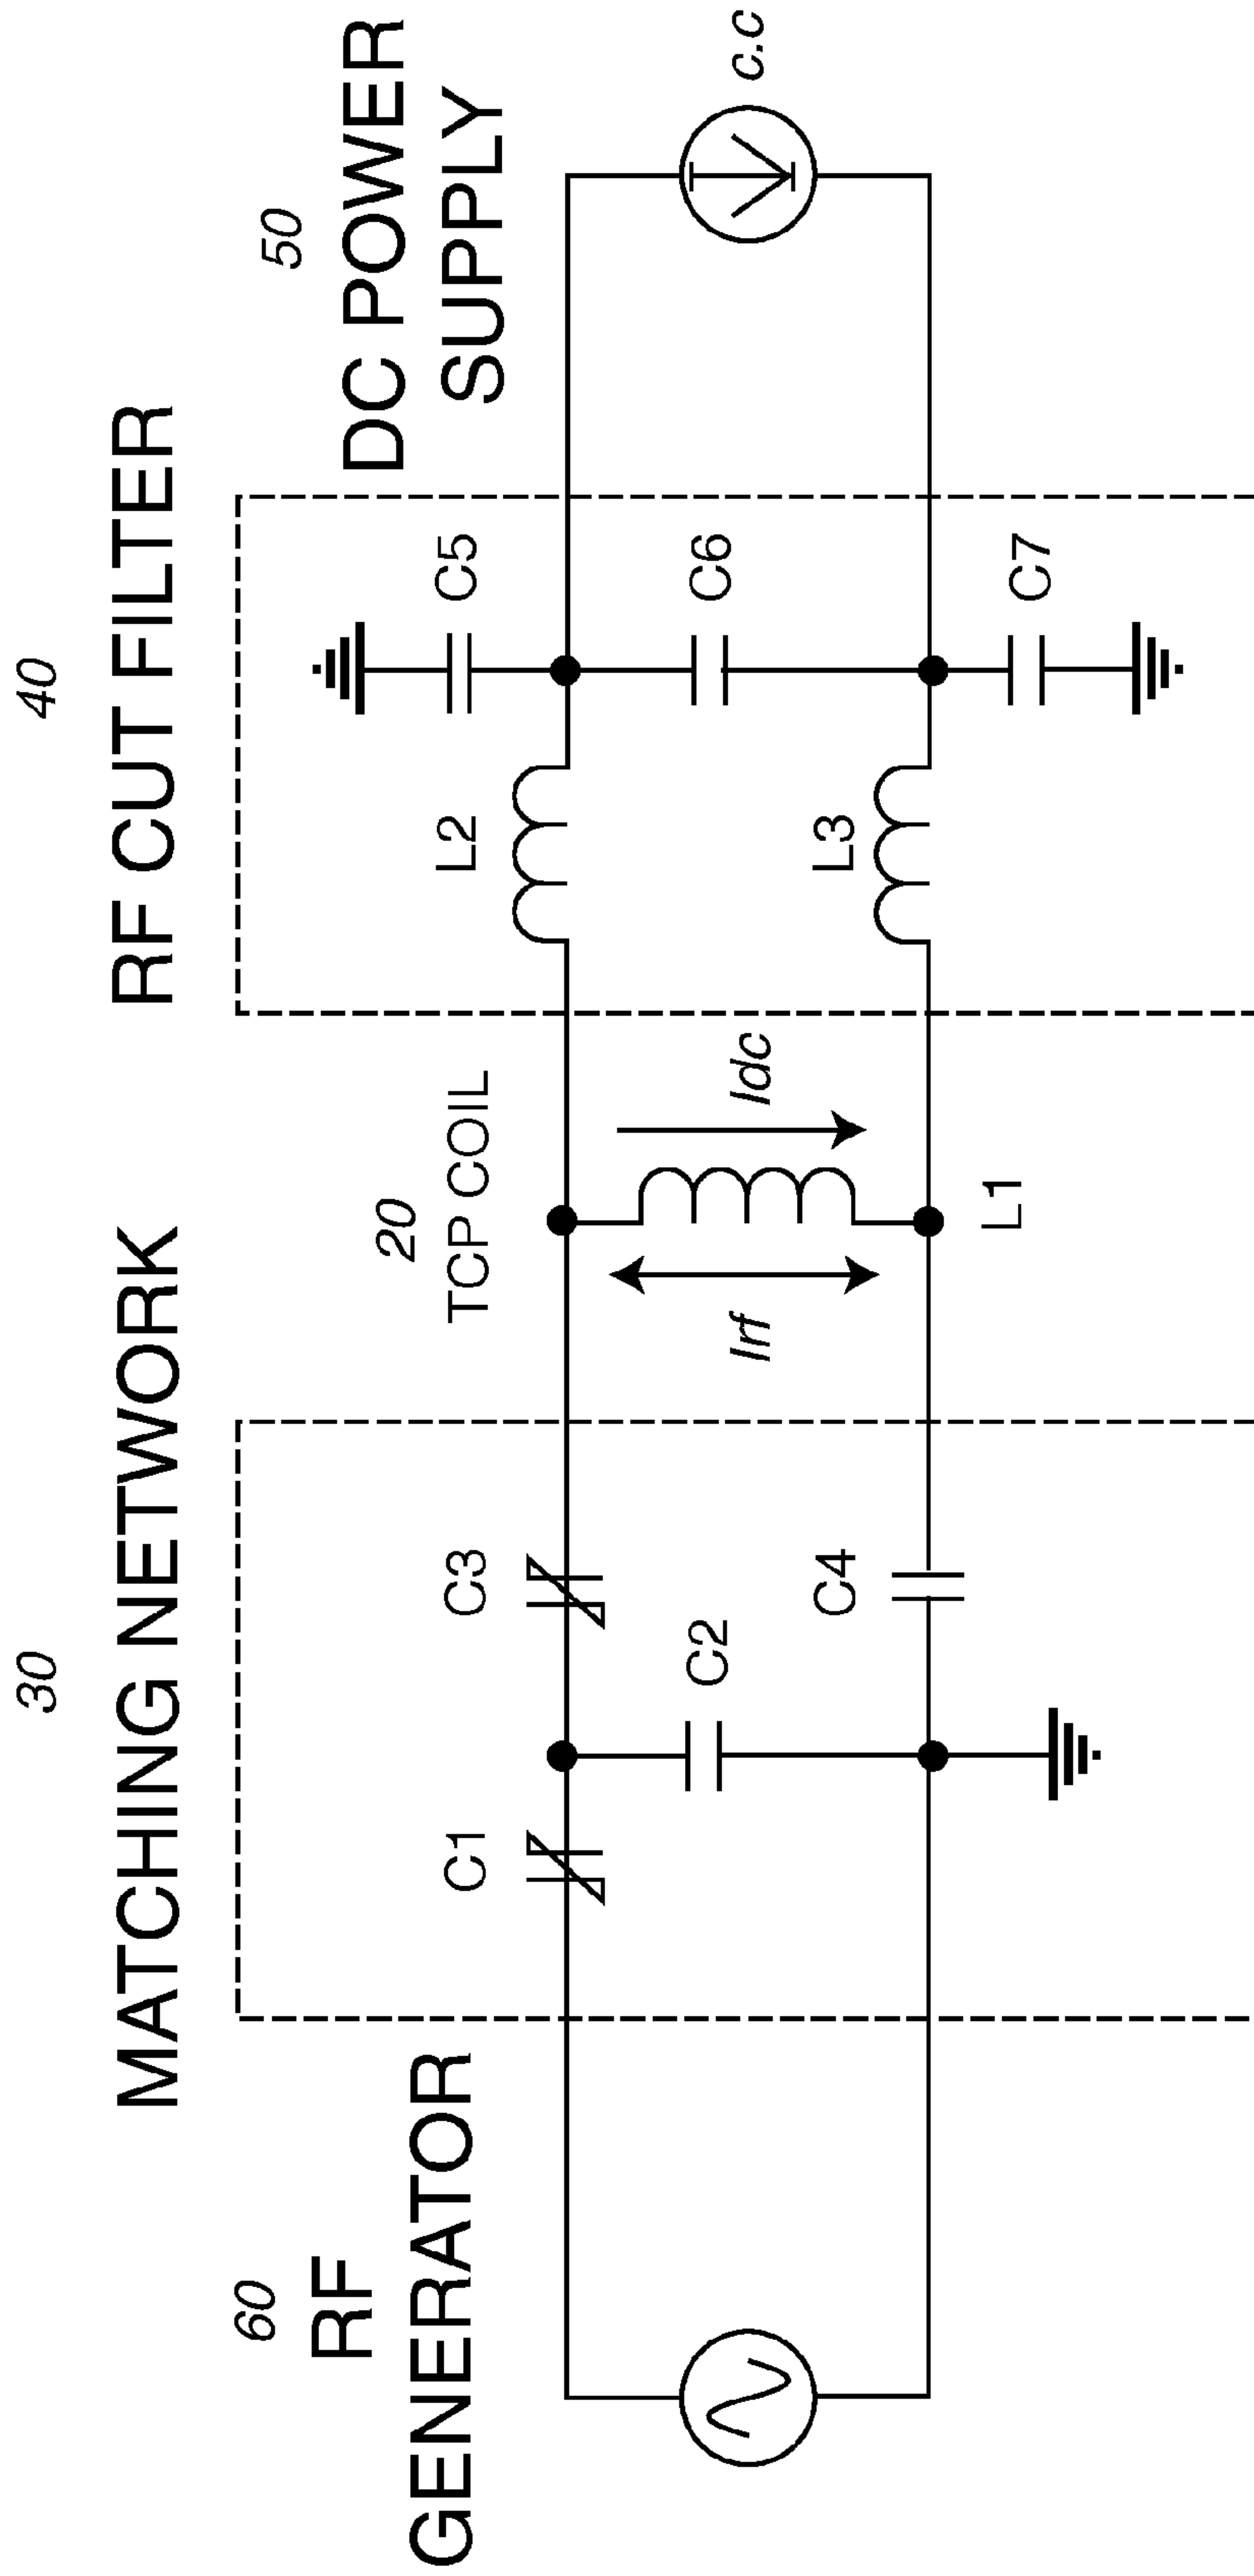 30
MATCHING NETWORK
40
RF CUT FILTER
60
RF
GENERATOR
C1
C2
C3
C4
20
TCP COIL
Irf
Idc
L1
L2
L3
C5
C6
C7
50
DC POWER
SUPPLY
c.c